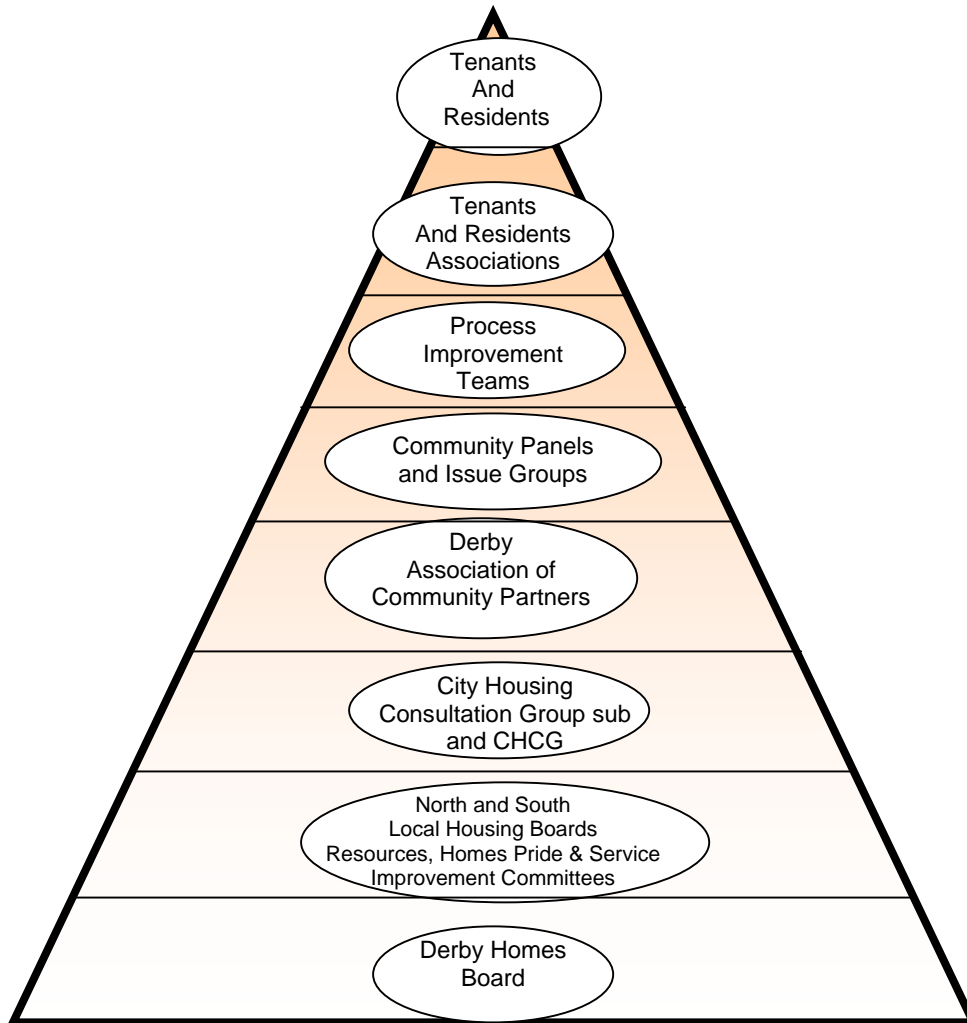 Tenants
And
Residents
Tenants
And Residents
Associations
Process
Improvement
Teams
Community Panels
and Issue Groups
Derby
Association of
Community Partners
City Housing
Consultation Group sub
and CHCG
North and South
Local Housing Boards
Resources, Homes Pride & Service
Improvement Committees
Derby Homes
Board